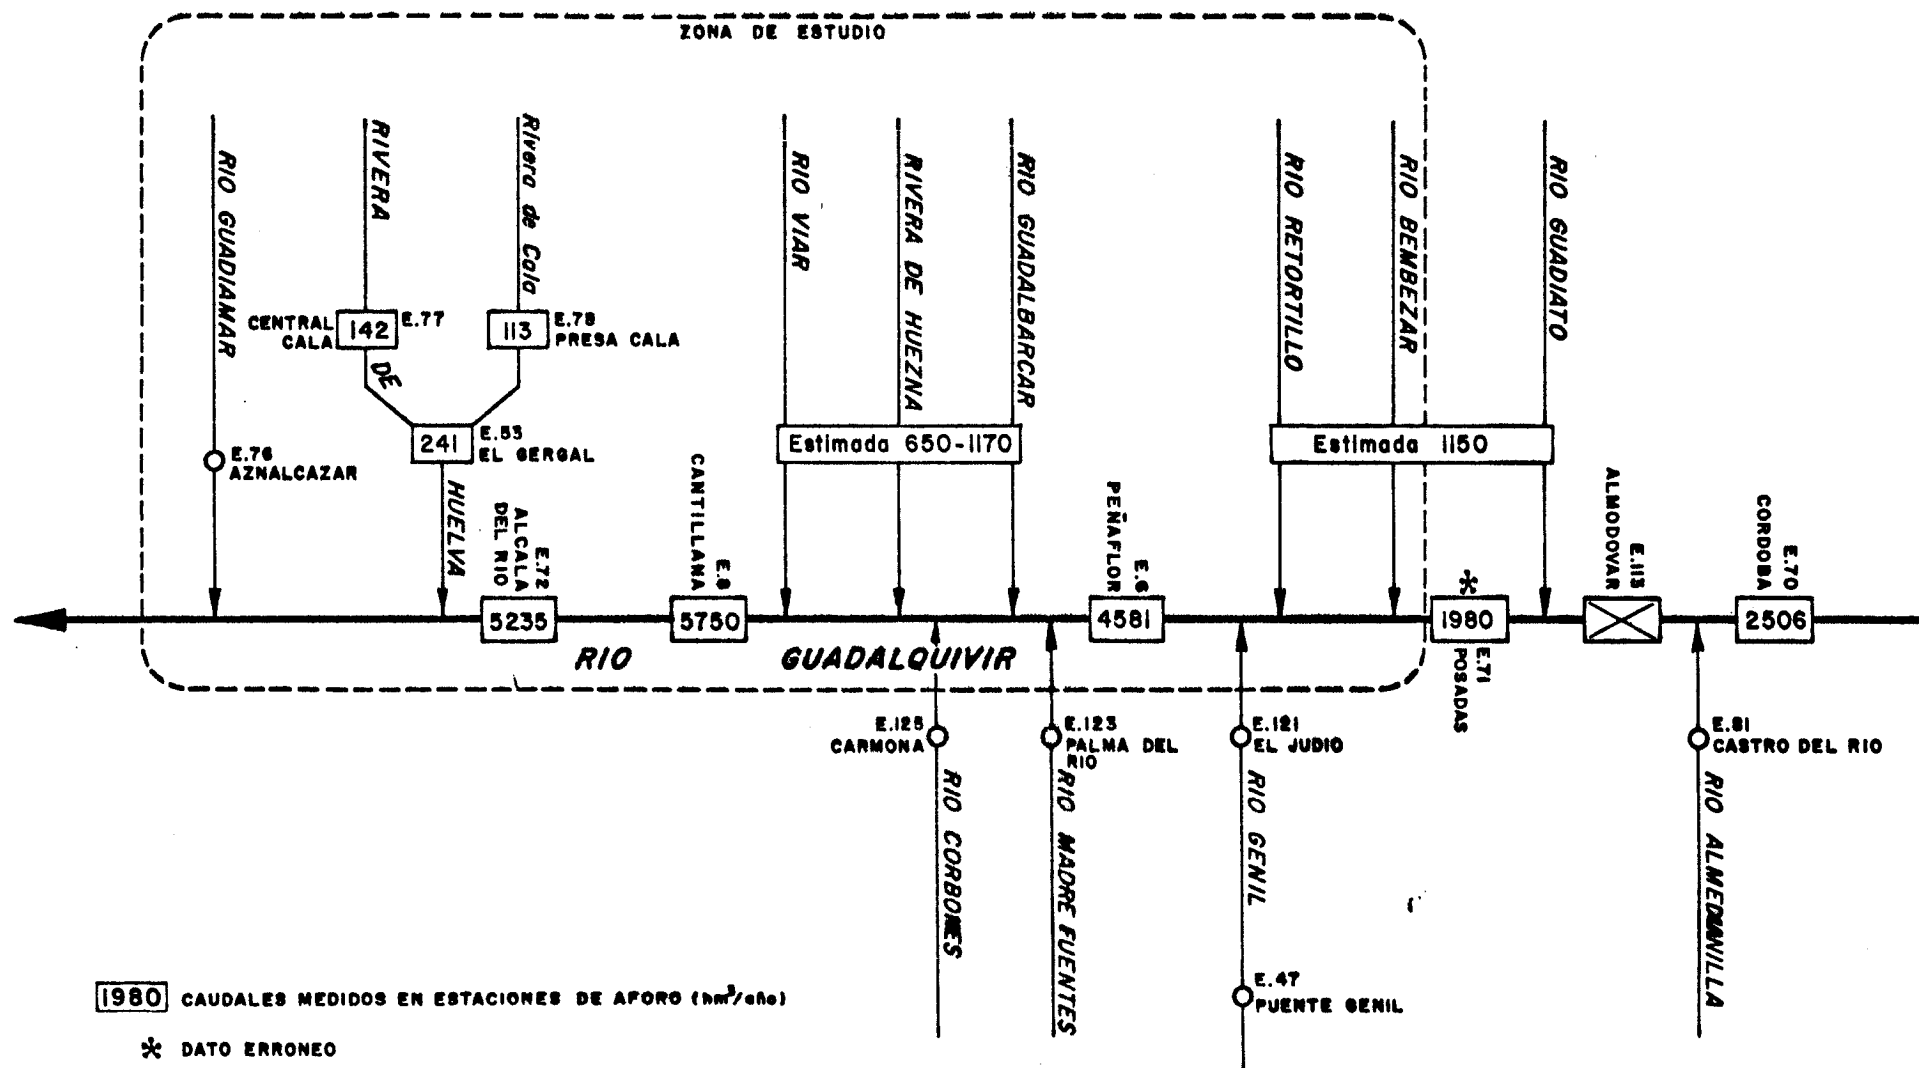 ZONA DE ESTUDIO
RIO GUADIAMAR
RIVERA
Rivera de Cala
RIO VIAR
RIVERA DE HUEZNA
RIO GUADALBARCAR
RIO RETORTILLO
RIO BEMBEZAR
RIO GUADIATO
CENTRAL
CALA
142
E.77
113
E.78
PRESA CALA
DE
241
E.53
EL GERGAL
HUELVA
E.76
AZNALCAZAR
Estimada 650-1170
Estimada 1150
E.72
ALCALA
DEL RIO
5235
E.8
CANTILLANA
5750
E.6
PEÑAFLOR
4581
*
1980
E.71
POSADAS
E.113
ALMODOVAR
E.70
CORDOBA
2506
RIO GUADALQUIVIR
E.125
CARMONA
RIO CORBONES
E.123
PALMA DEL
RIO
RIO MADRE FUENTES
E.121
EL JUDIO
RIO GENIL
E.47
PUENTE GENIL
E.81
CASTRO DEL RIO
1980 CAUDALES MEDIDOS EN ESTACIONES DE AFORO (hm³/año)
* DATO ERRONEO